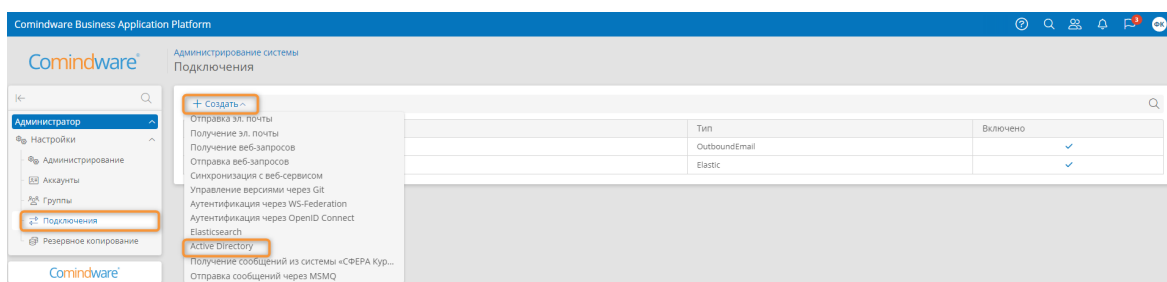 Comindware Business Application Platform
3
ФК
Comindware
Администрирование системы
Подключения
Администратор
Настройки
Администрирование
Аккаунты
Группы
Подключения
Резервное копирование
Comindware
+ Создать
Отправка эл. почты
Получение эл. почты
Получение веб-запросов
Отправка веб-запросов
Синхронизация с веб-сервисом
Управление версиями через Git
Аутентификация через WS-Federation
Аутентификация через OpenID Connect
Elasticsearch
Active Directory
Получение сообщений из системы «СФЕРА Кур...
Отправка сообщений через MSMQ
Тип
Включено
OutboundEmail
Elastic